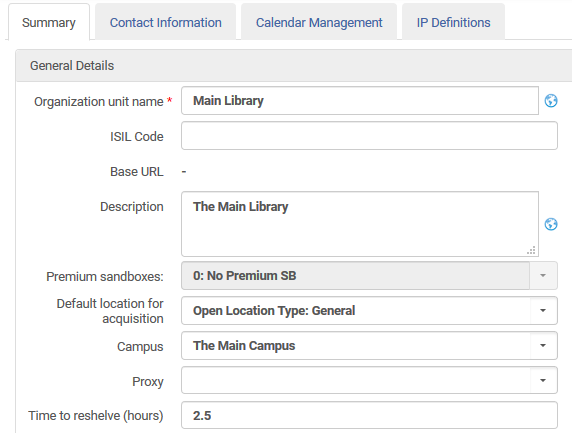 Summary Contact Information Calendar Management IP Definitions
General Details
Organization unit name * Main Library
ISIL Code
Base URL -
Description The Main Library
Premium sandboxes: 0: No Premium SB
Default location for
acquisition Open Location Type: General
Campus The Main Campus
Proxy
Time to reshelve (hours) 2.5